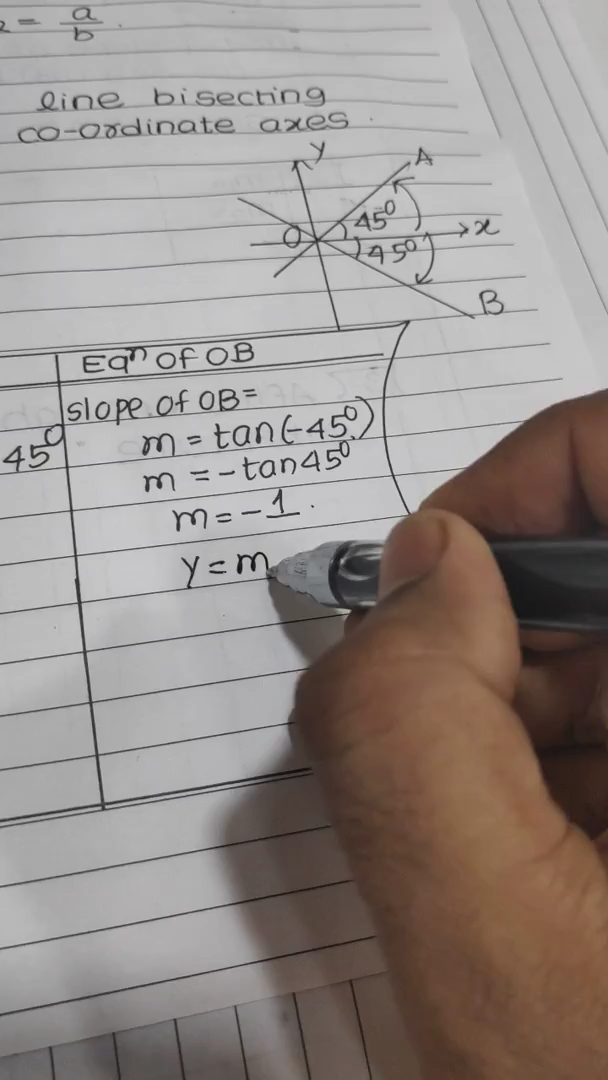 = a/b.
line bisecting
co-ordinate axes.
y
A
45°
O
x
45°
B
Eqⁿ of OB
slope of OB=
45°
m = tan(-45°)
m = -tan45°
m = -1.
y = m